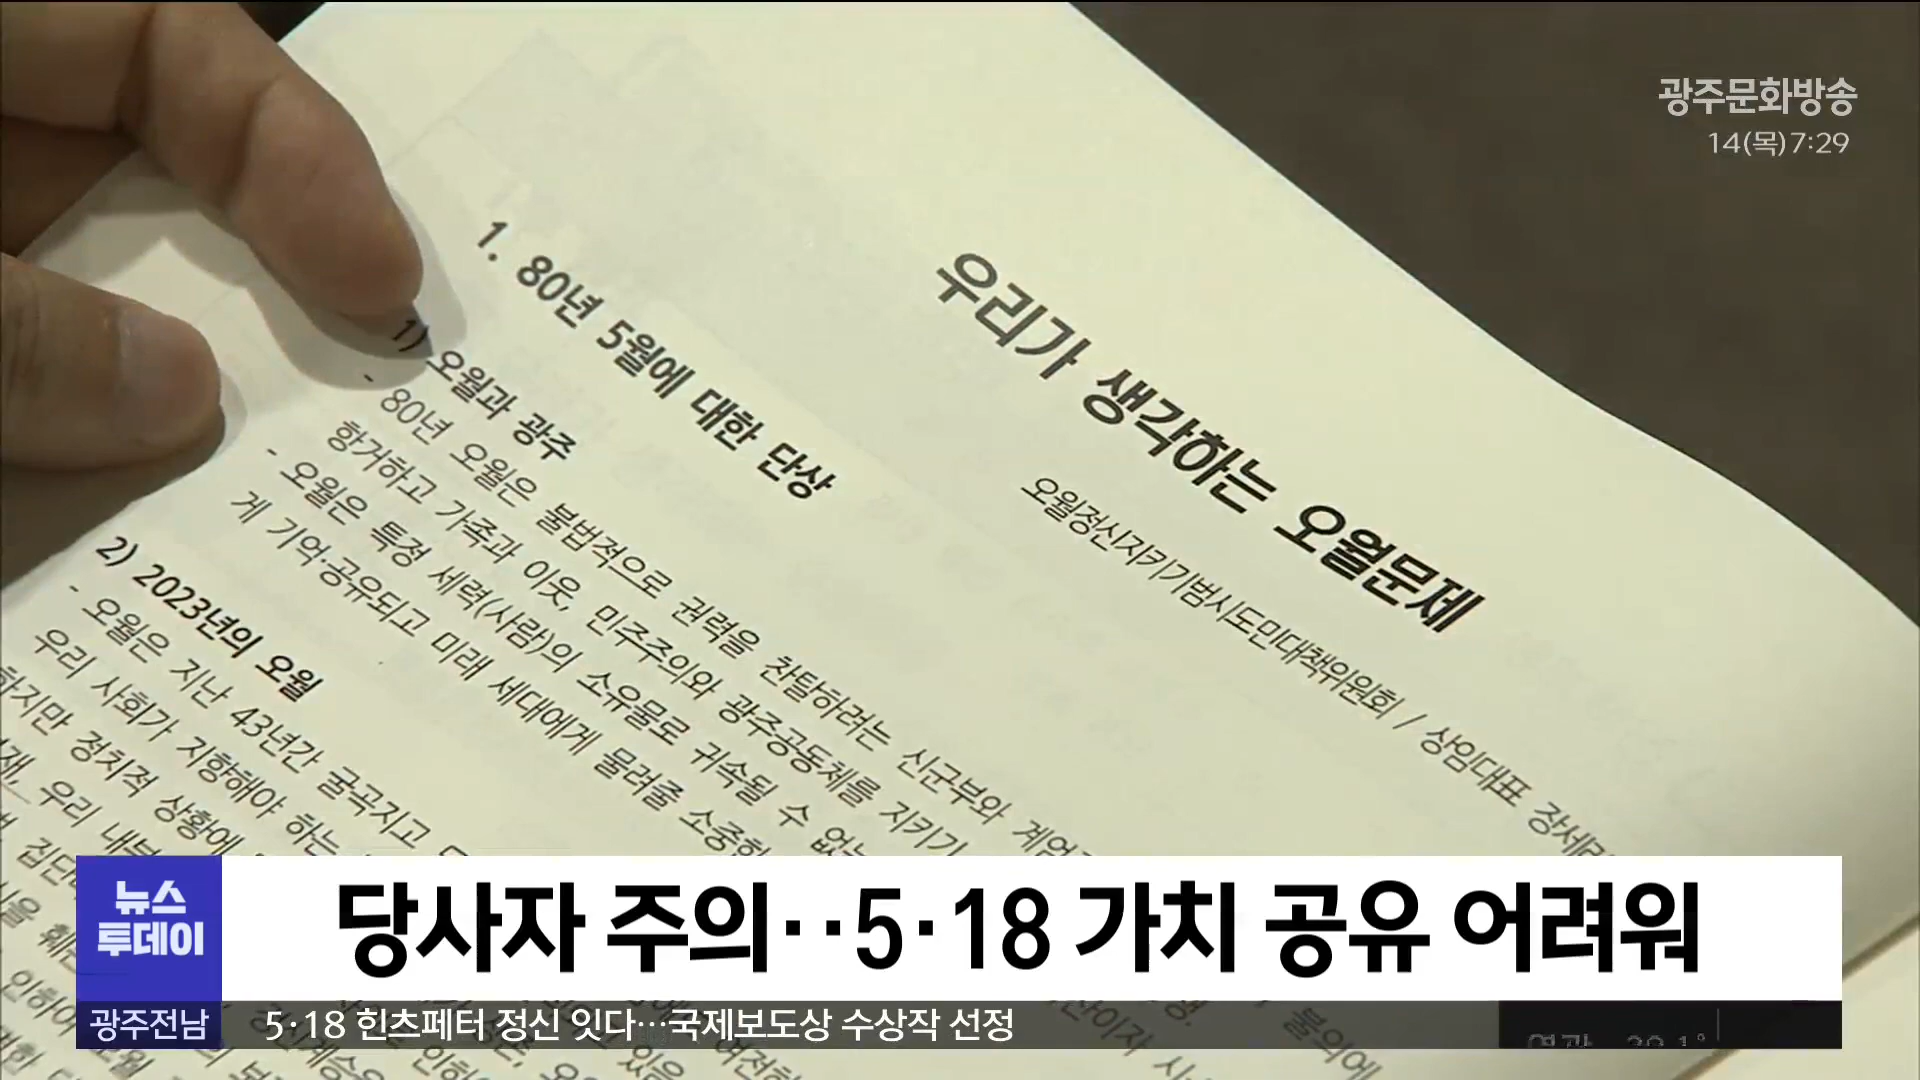 광주문화방송
14(목) 7:29
우리가 생각하는 오월문제
오월정신지키기범시도민대책위원회 / 상임대표 강세
1. 80년 5월에 대한 단상
1) 오월과 광주
- 80년 오월은 불법적으로 권력을 찬탈하려는 신군부와 계엄
항거하고 가족과 이웃, 민주주의와 광주공동체를 지키기
- 오월은 특정 세력(사람)의 소유물로 귀속될 수 없는
게 기억·공유되고 미래 세대에게 물려줄 소중한
2) 2023년의 오월
- 오월은 지난 43년간 굴곡지고
우리 사회가 지향해야 하는
하지만 정치적 상황에
우리 내부
뉴스
투데이
당사자 주의‥5·18 가치 공유 어려워
광주전남 5·18 힌츠페터 정신 잇다…국제보도상 수상작 선정